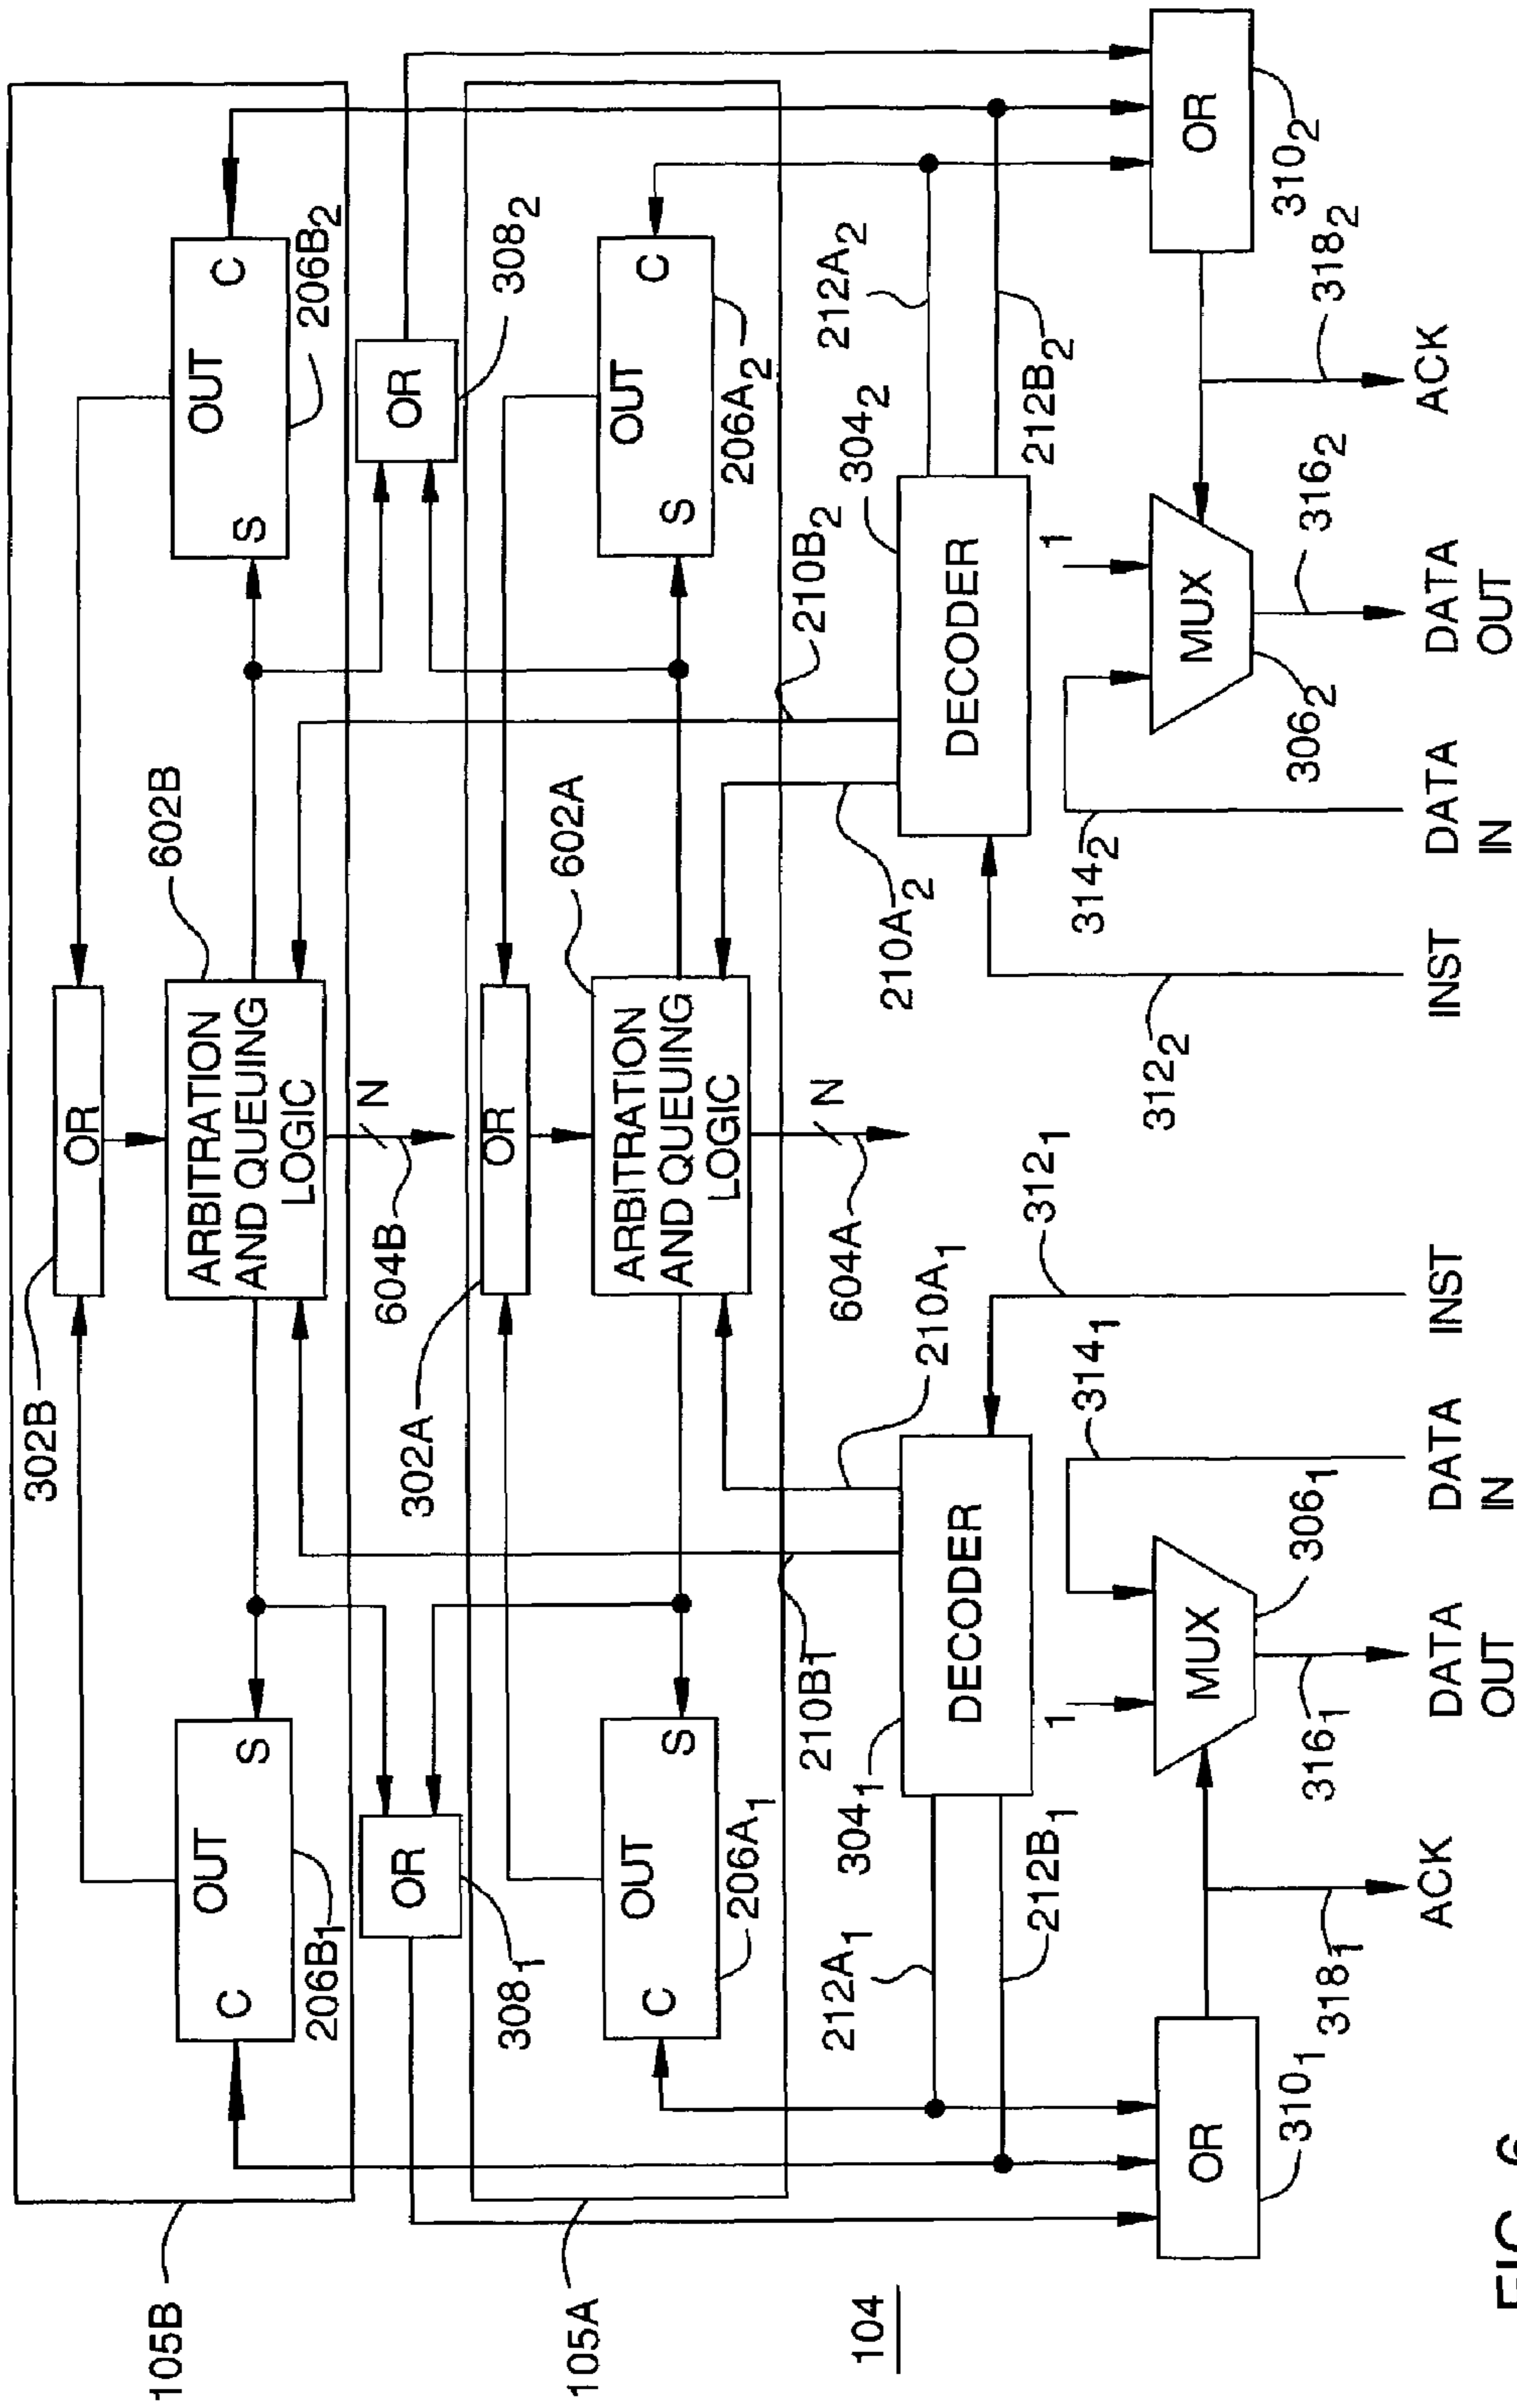 105B
302B
OR
602B
C
OUT
S
206B1
ARBITRATION
AND QUEUING
LOGIC
S
OUT
C
206B2
604B
N
OR
3081
OR
3082
105A
302A
OR
602A
C
OUT
S
206A1
ARBITRATION
AND QUEUING
LOGIC
S
OUT
C
206A2
604A
N
210B1
210A1
210A2
210B2
212A1
3041
DECODER
212B1
3121
3122
DECODER
3042
212A2
212B2
104
OR
3101
1
MUX
3061
3141
3142
1
MUX
3062
OR
3102
3181
3161
3162
3182
ACK
DATA
OUT
DATA
IN
INST
INST
DATA
IN
DATA
OUT
ACK